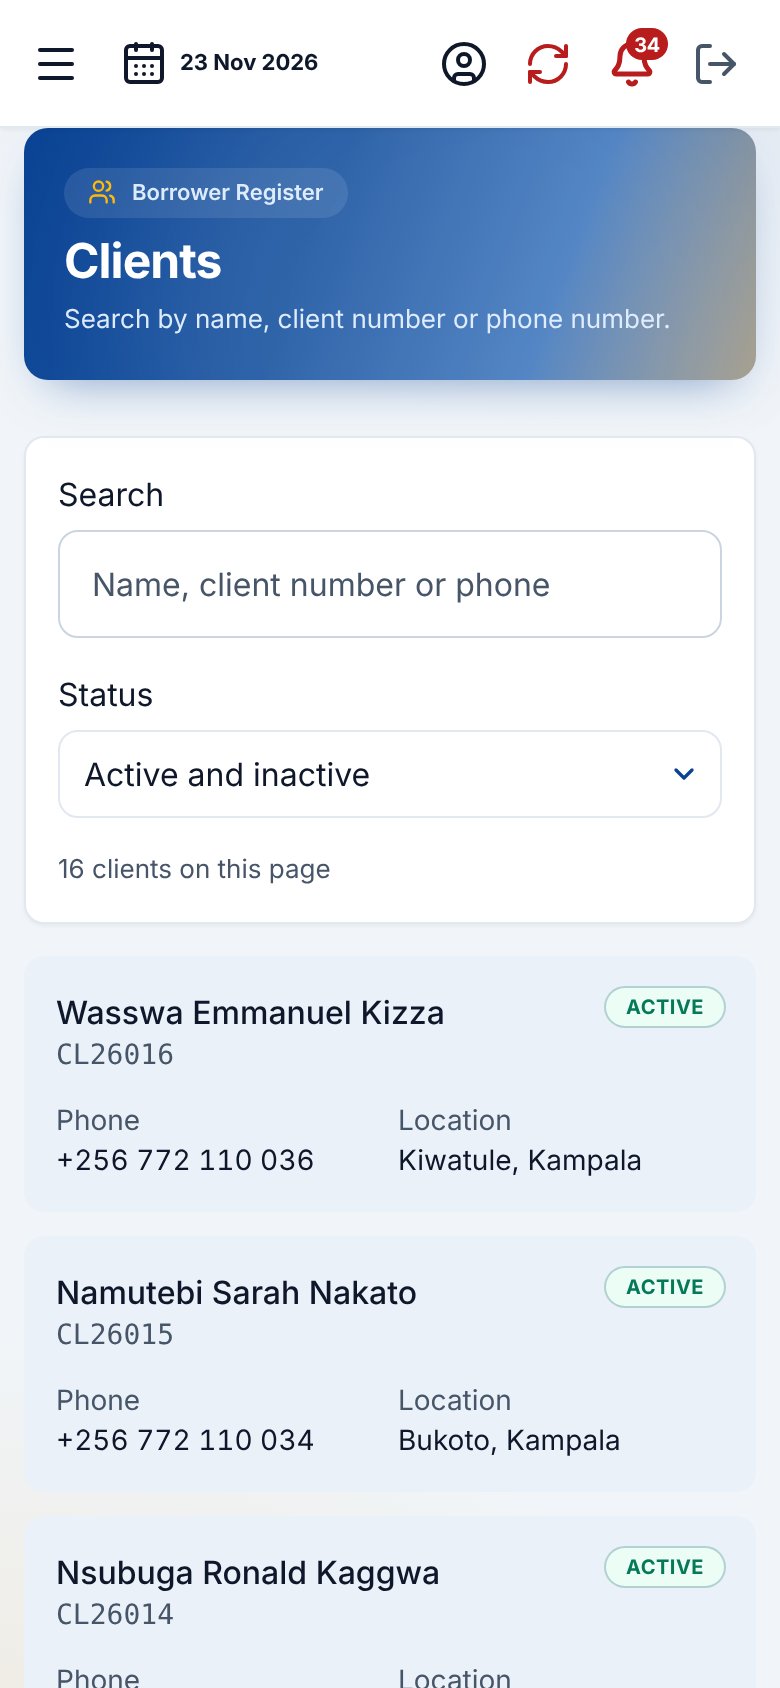 23 Nov 2026
34
Borrower Register
Clients
Search by name, client number or phone number.
Search
Name, client number or phone
Status
Active and inactive
16 clients on this page
Wasswa Emmanuel Kizza
ACTIVE
CL26016
Phone
Location
+256 772 110 036
Kiwatule, Kampala
Namutebi Sarah Nakato
ACTIVE
CL26015
Phone
Location
+256 772 110 034
Bukoto, Kampala
Nsubuga Ronald Kaggwa
ACTIVE
CL26014
Phone
Location